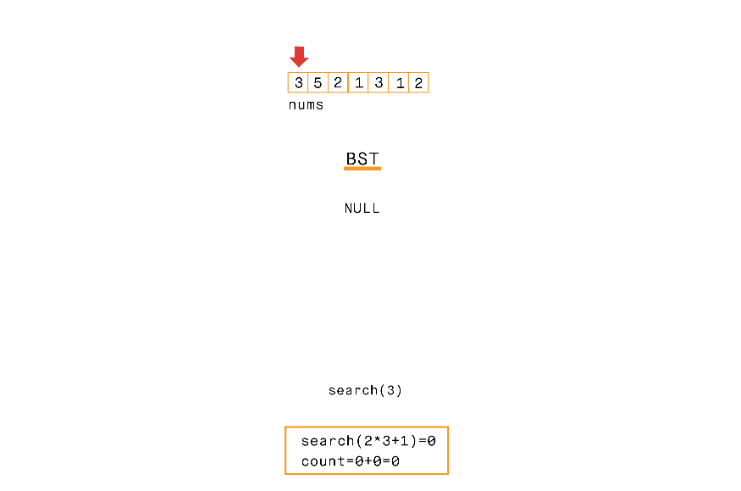 3 5 2 1 3 1 2
nums
BST
NULL
search(3)
search(2*3+1)=0
count=0+0=0